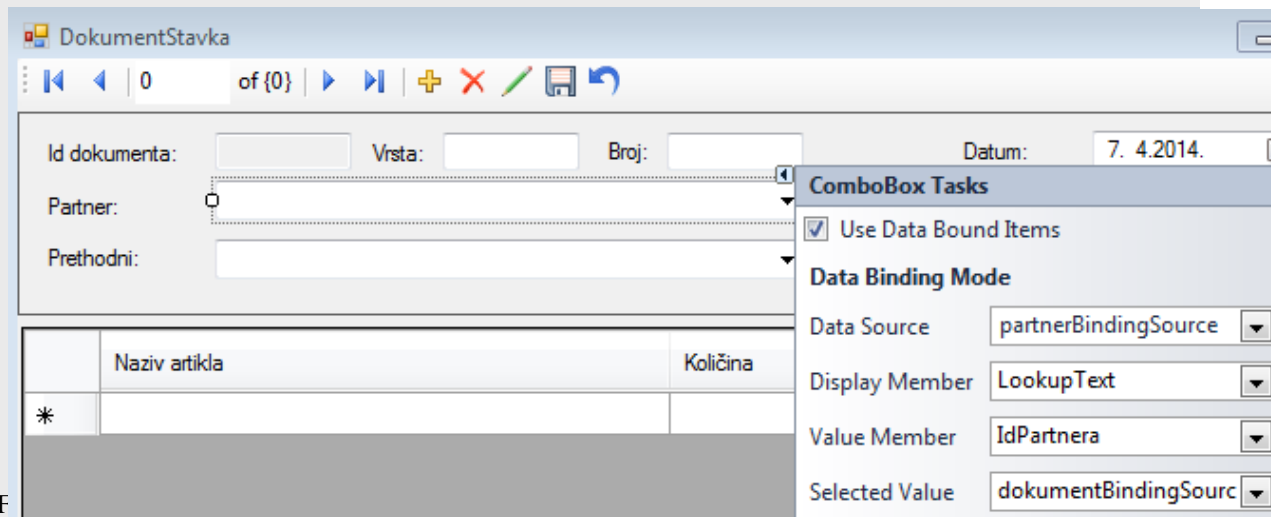 DokumentStavka
0 of {0}
Id dokumenta: Vrsta: Broj: Datum: 7. 4.2014.
Partner:
Prethodni:
ComboBox Tasks
Use Data Bound Items
Data Binding Mode
Data Source partnerBindingSource
Display Member LookupText
Value Member IdPartnera
Selected Value dokumentBindingSourc
Naziv artikla Količina